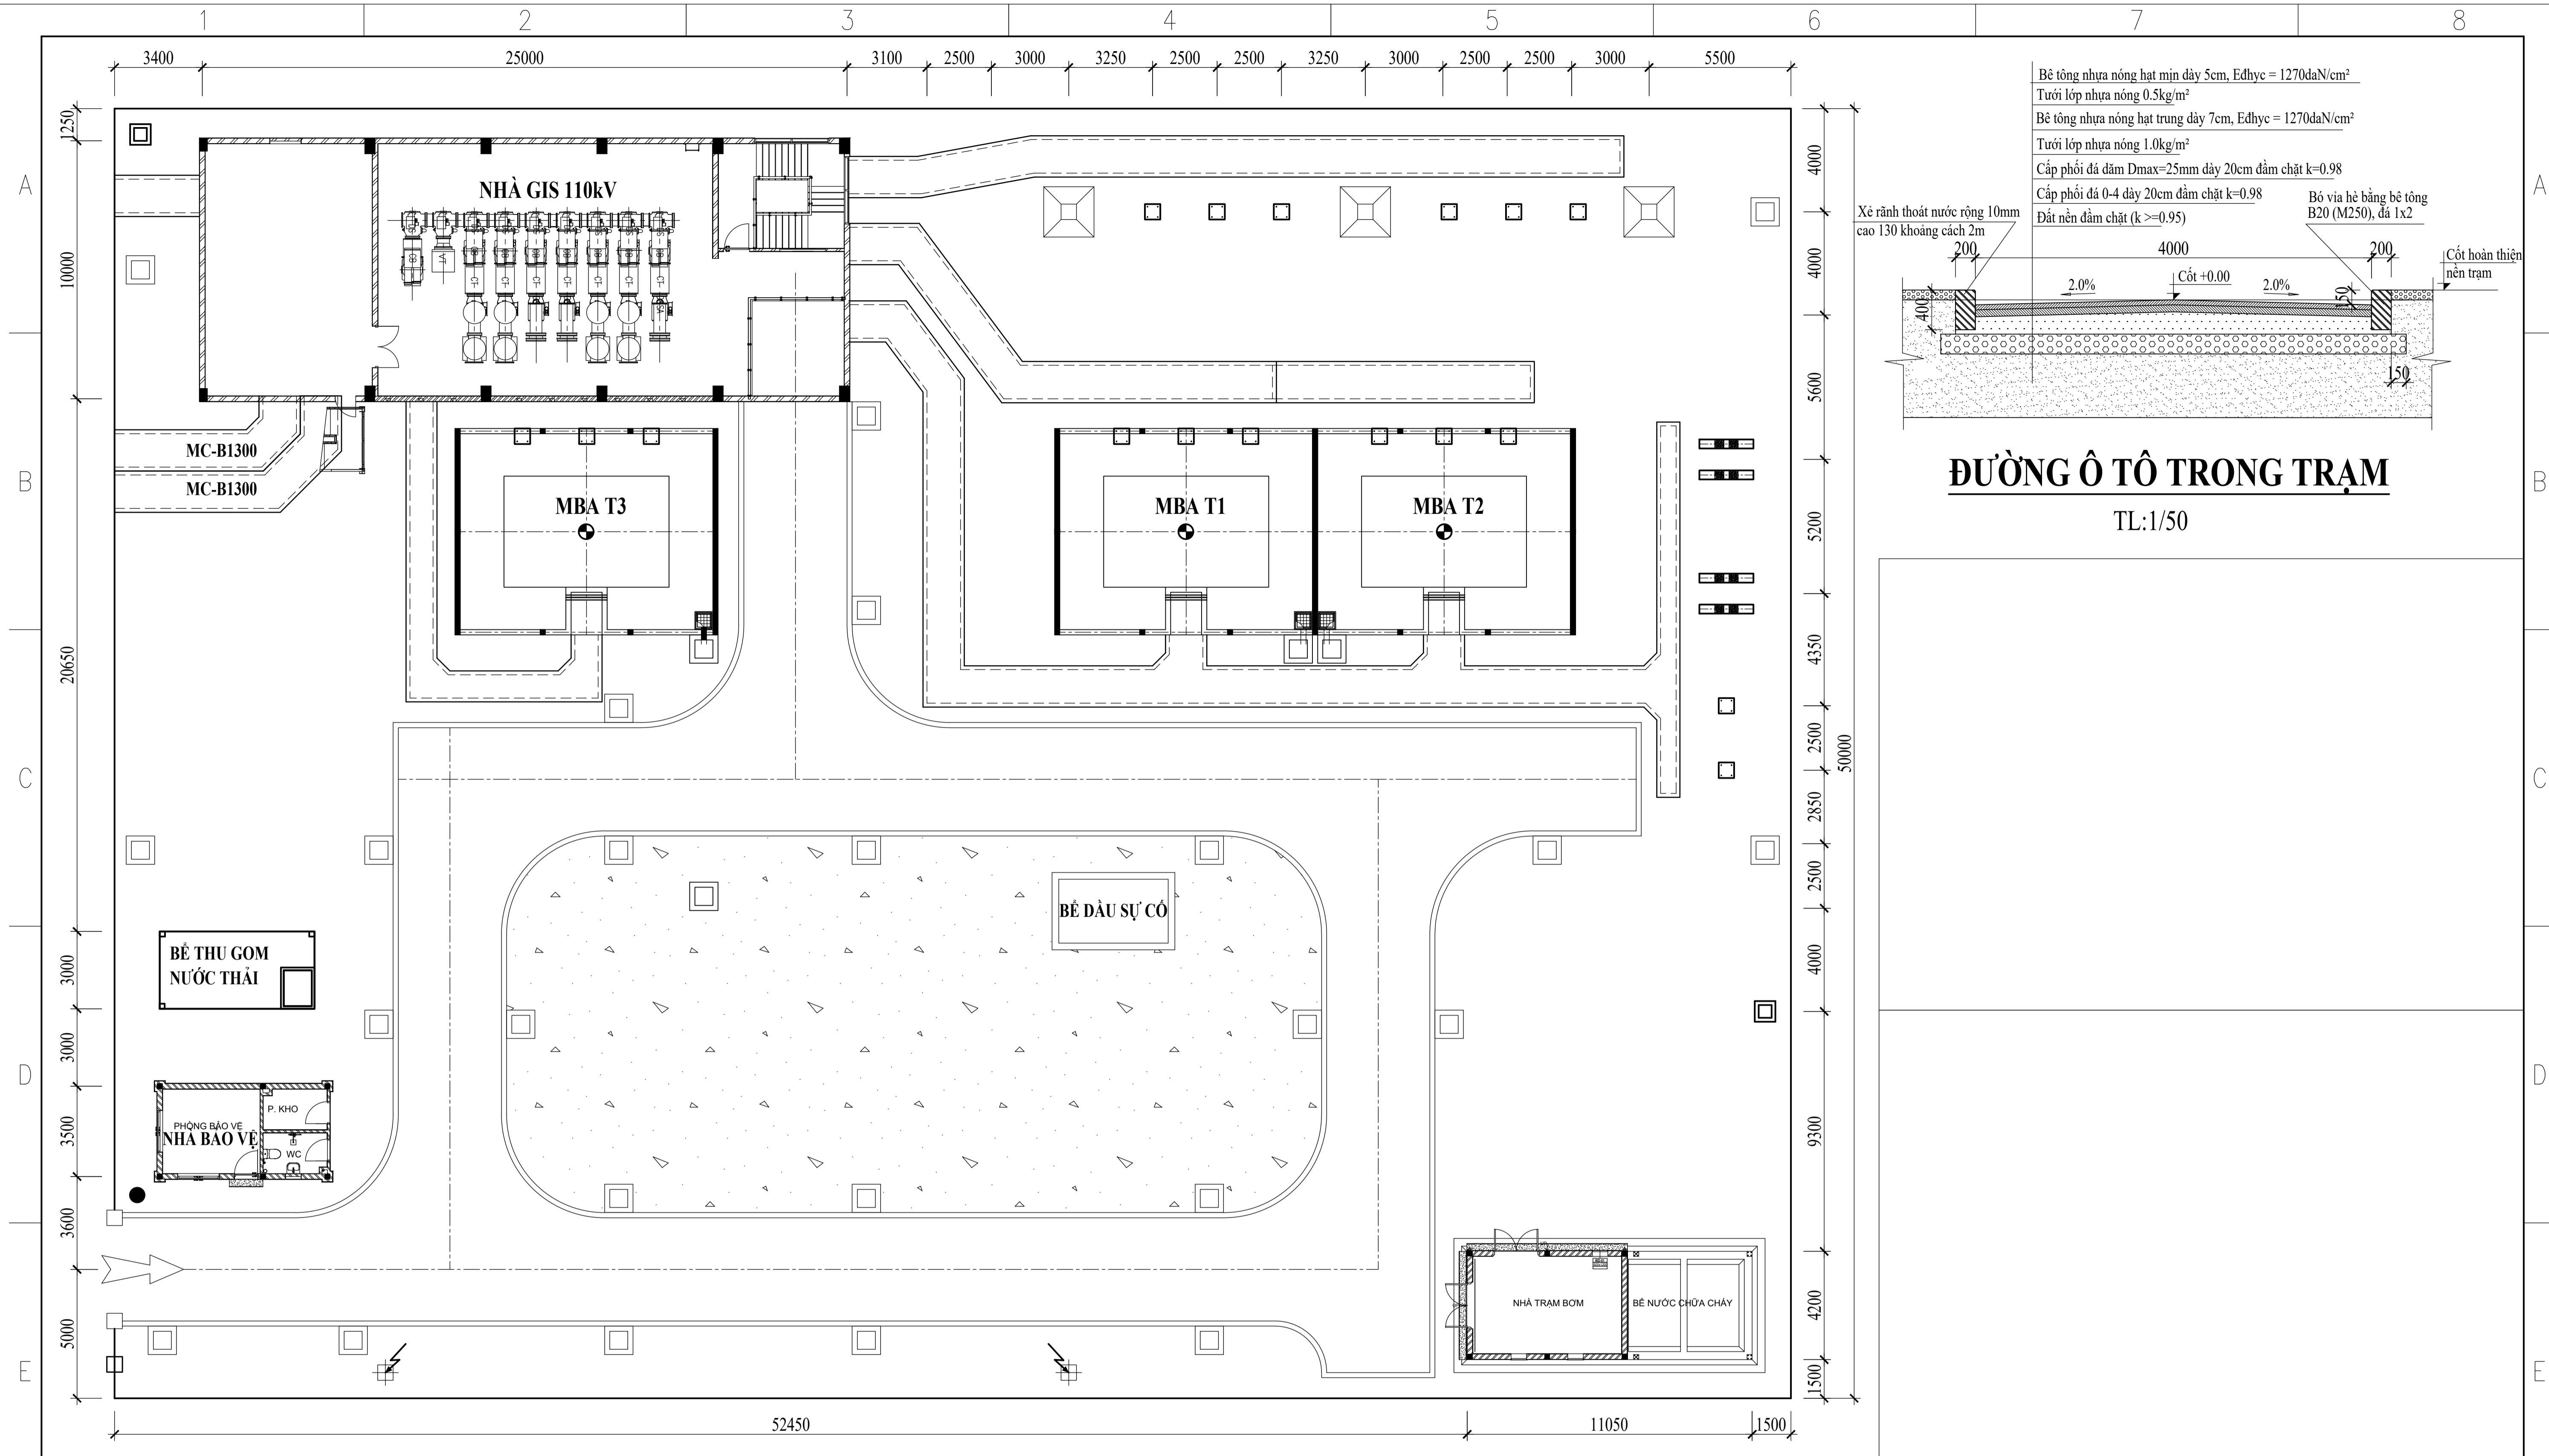 1 2 3 4 5 6 7 8
3400 25000 3100 2500 3000 3250 2500 2500 3250 3000 2500 2500 3000 5500
Bê tông nhựa nóng hạt mịn dày 5cm, Eđhyc = 1270daN/cm²
Tưới lớp nhựa nóng 0.5kg/m²
Bê tông nhựa nóng hạt trung dày 7cm, Eđhyc = 1270daN/cm²
Tưới lớp nhựa nóng 1.0kg/m²
Cấp phối đá dăm Dmax=25mm dày 20cm đầm chặt k=0.98
Cấp phối đá 0-4 dày 20cm đầm chặt k=0.98
Đất nền đầm chặt (k >=0.95)
Xẻ rãnh thoát nước rộng 10mm
cao 130 khoảng cách 2m
Bó vỉa hè bằng bê tông
B20 (M250), đá 1x2
200 4000 200
Cốt hoàn thiện
nền trạm
2.0%
Cốt +0.00
2.0%
400
150
150
ĐƯỜNG Ô TÔ TRONG TRẠM
TL:1/50
A
B
C
D
E
A
B
C
D
E
1250
10000
20650
3000
3000
3500
3600
5000
NHÀ GIS 110kV
VT
MC-B1300
MC-B1300
MBA T3
MBA T1
MBA T2
BỂ DẦU SỰ CỐ
BỂ THU GOM
NƯỚC THẢI
P. KHO
PHÒNG BẢO VỆ
NHÀ BẢO VỆ
WC
NHÀ TRẠM BƠM
BỂ NƯỚC CHỮA CHÁY
4000
4000
5600
5200
4350
2500
2850
2500
4000
9300
4200
1500
50000
52450 11050 1500